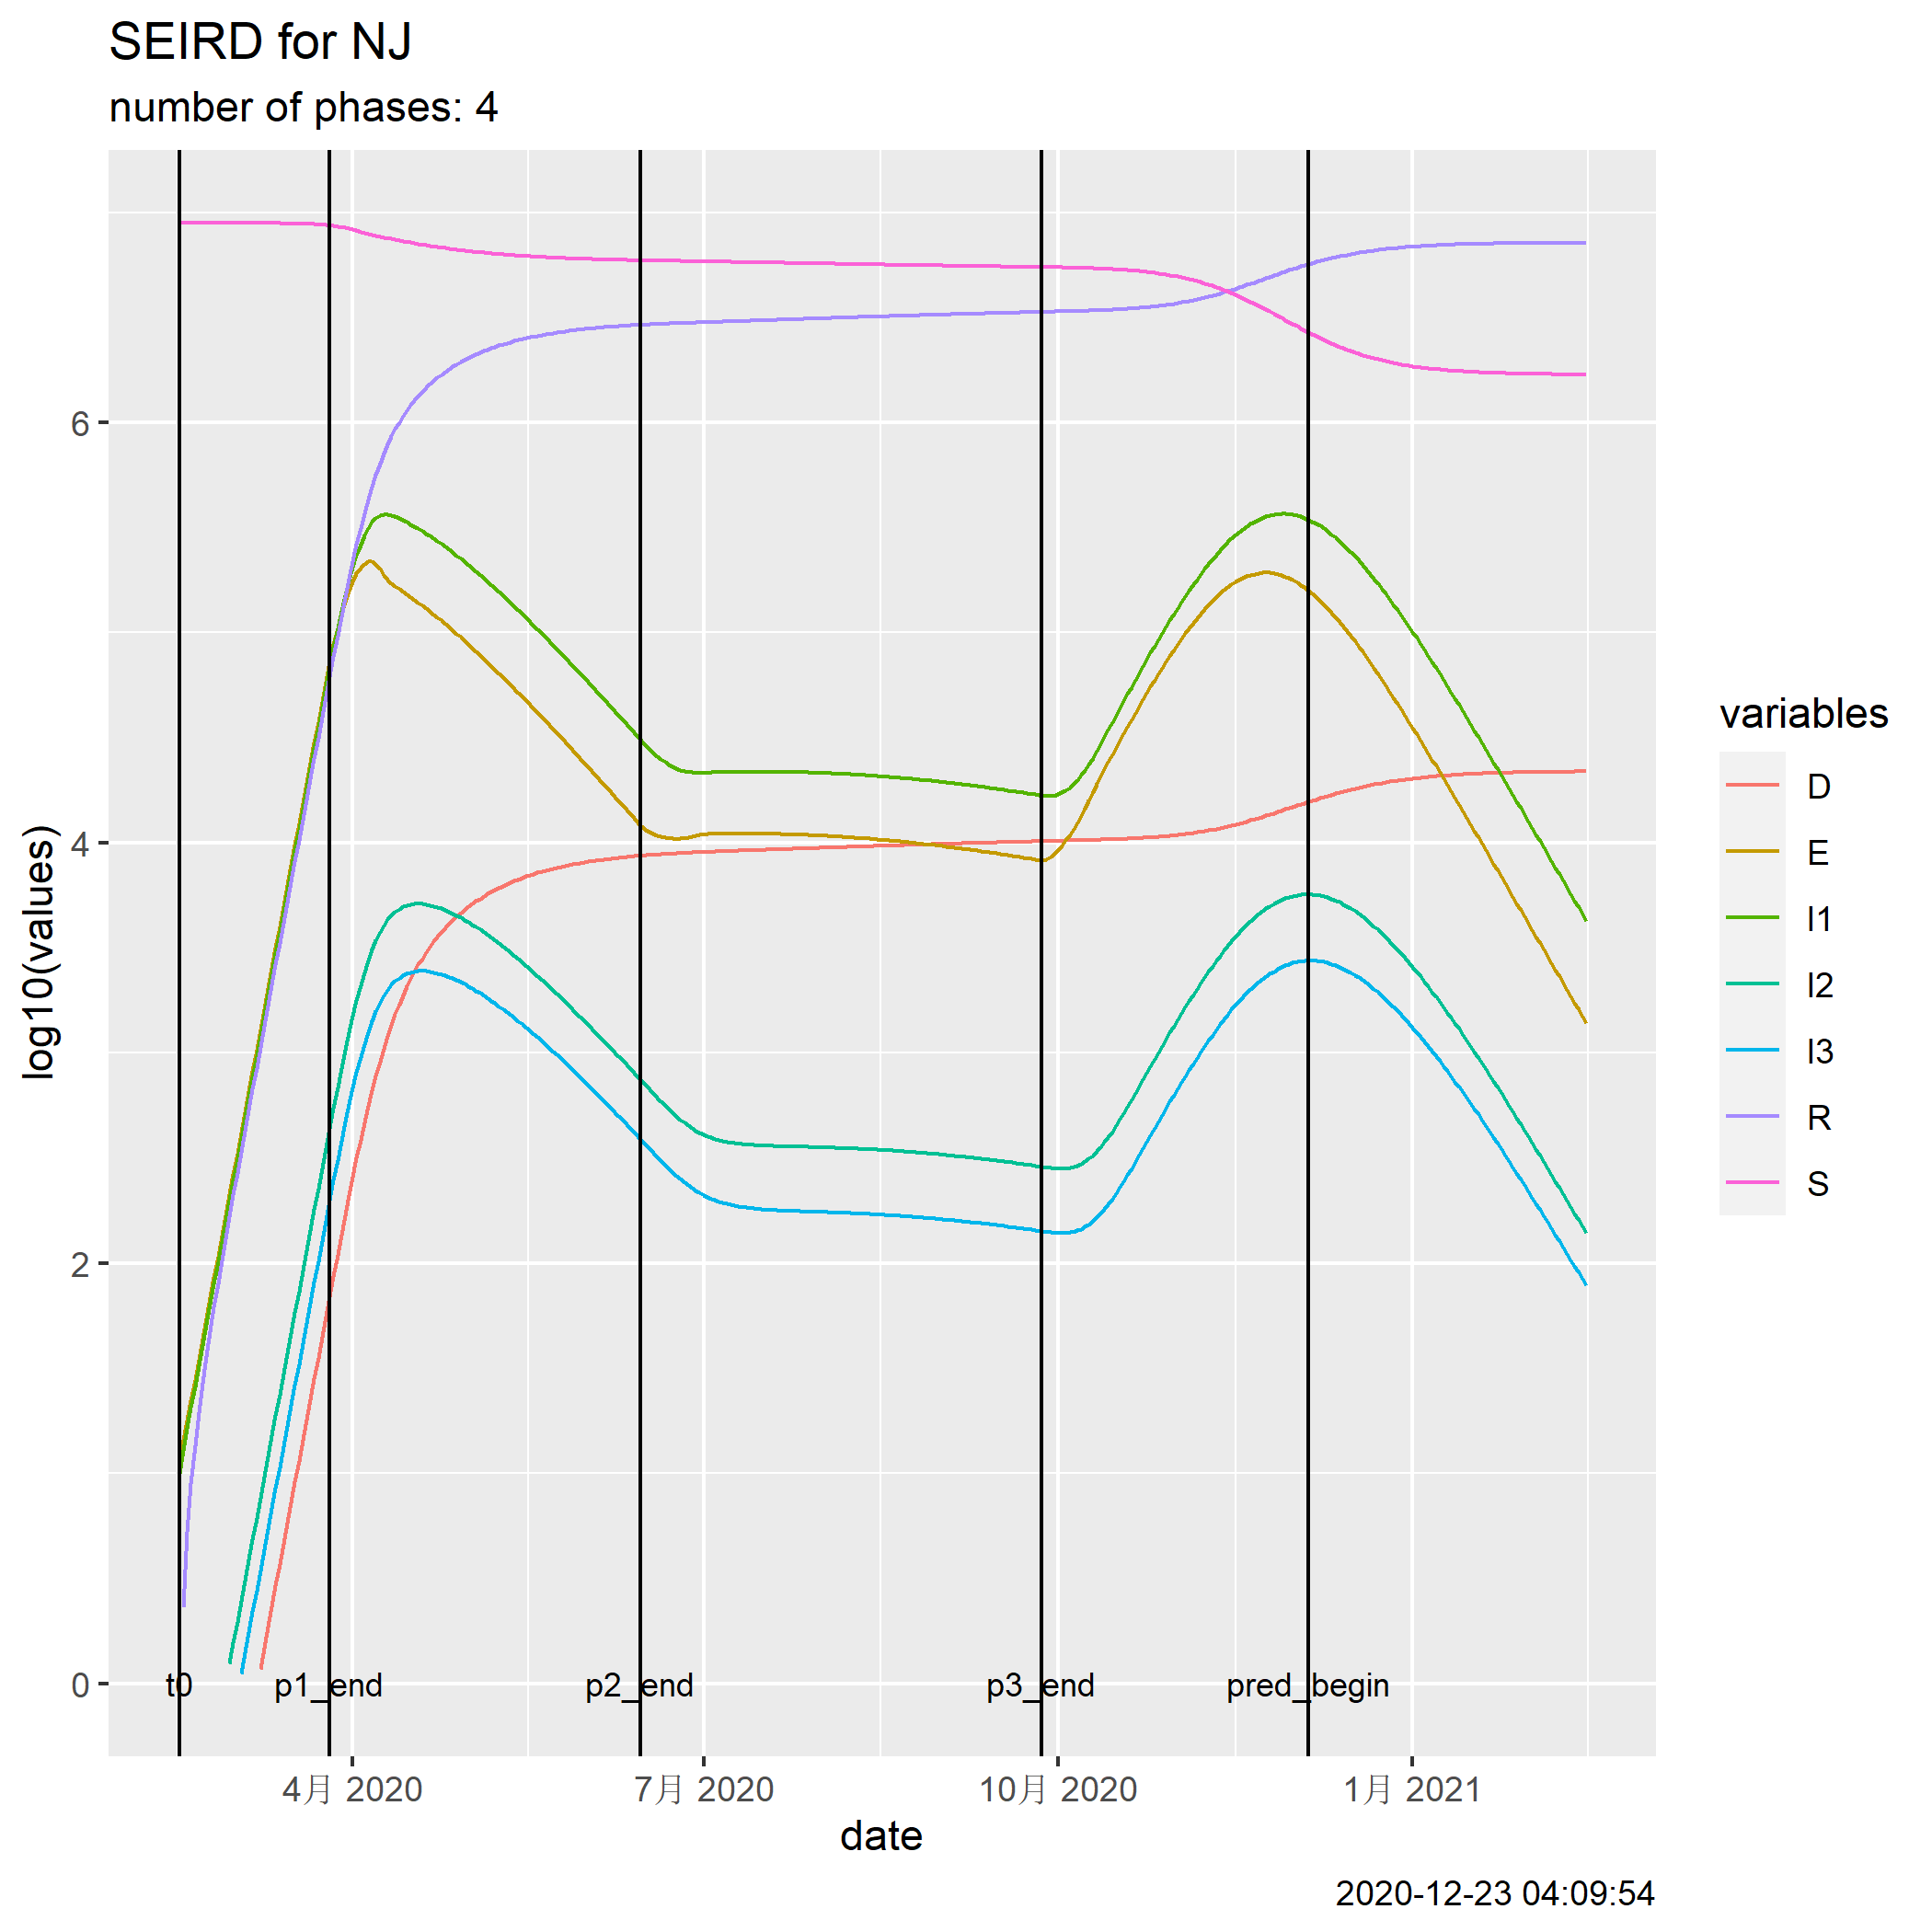 SEIRD for NJ
number of phases: 4
log10(values)
6
4
2
0
t0
p1_end
p2_end
p3_end
pred_begin
4月 2020
7月 2020
10月 2020
1月 2021
date
variables
D
E
I1
I2
I3
R
S
2020-12-23 04:09:54